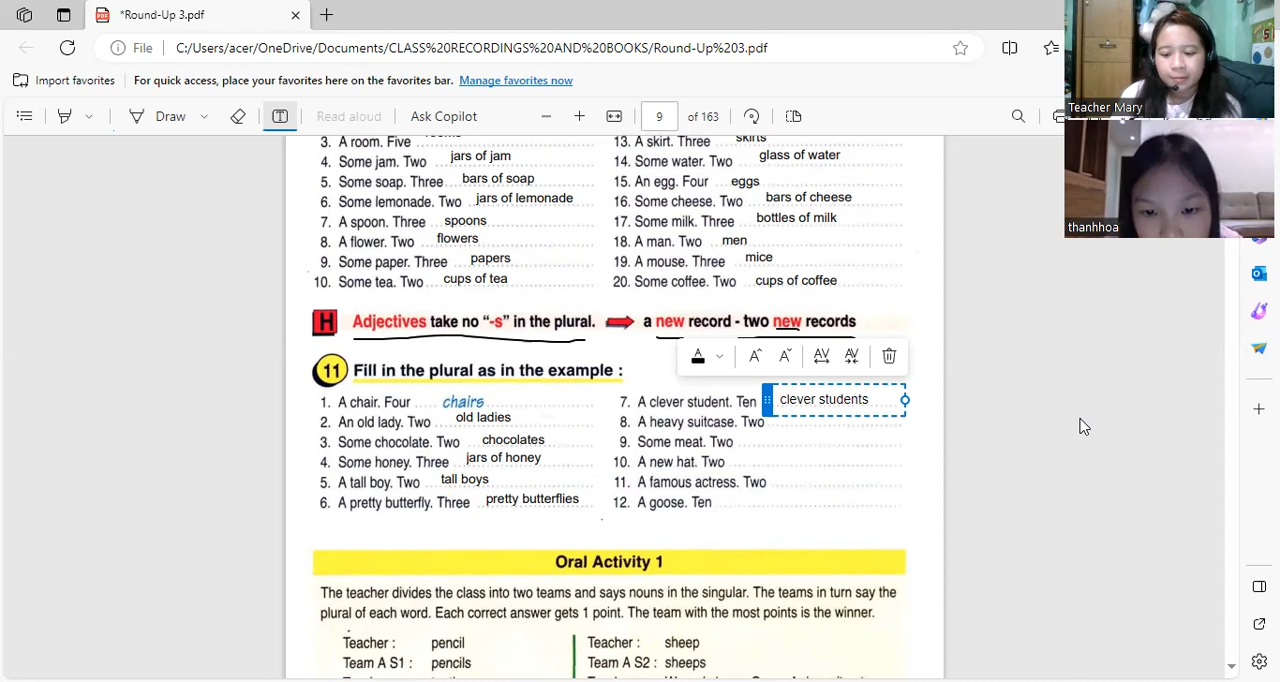 *Round-Up 3.pdf
File C:/Users/acer/OneDrive/Documents/CLASS%20RECORDINGS%20AND%20BOOKS/Round-Up%203.pdf
Import favorites For quick access, place your favorites here on the favorites bar. Manage favorites now
Draw Read aloud Ask Copilot 9 of 163
Teacher Mary
thanhhoa
3. A room. Five rooms
4. Some jam. Two jars of jam
5. Some soap. Three bars of soap
6. Some lemonade. Two jars of lemonade
7. A spoon. Three spoons
8. A flower. Two flowers
9. Some paper. Three papers
10. Some tea. Two cups of tea
13. A skirt. Three skirts
14. Some water. Two glass of water
15. An egg. Four eggs
16. Some cheese. Two bars of cheese
17. Some milk. Three bottles of milk
18. A man. Two men
19. A mouse. Three mice
20. Some coffee. Two cups of coffee
H Adjectives take no "-s" in the plural. a new record - two new records
11 Fill in the plural as in the example :
1. A chair. Four chairs
2. An old lady. Two old ladies
3. Some chocolate. Two chocolates
4. Some honey. Three jars of honey
5. A tall boy. Two tall boys
6. A pretty butterfly. Three pretty butterflies
7. A clever student. Ten clever students
8. A heavy suitcase. Two
9. Some meat. Two
10. A new hat. Two
11. A famous actress. Two
12. A goose. Ten
Oral Activity 1
The teacher divides the class into two teams and says nouns in the singular. The teams in turn say the
plural of each word. Each correct answer gets 1 point. The team with the most points is the winner.
Teacher : pencil
Team A S1 : pencils
Teacher : sheep
Team A S2 : sheeps